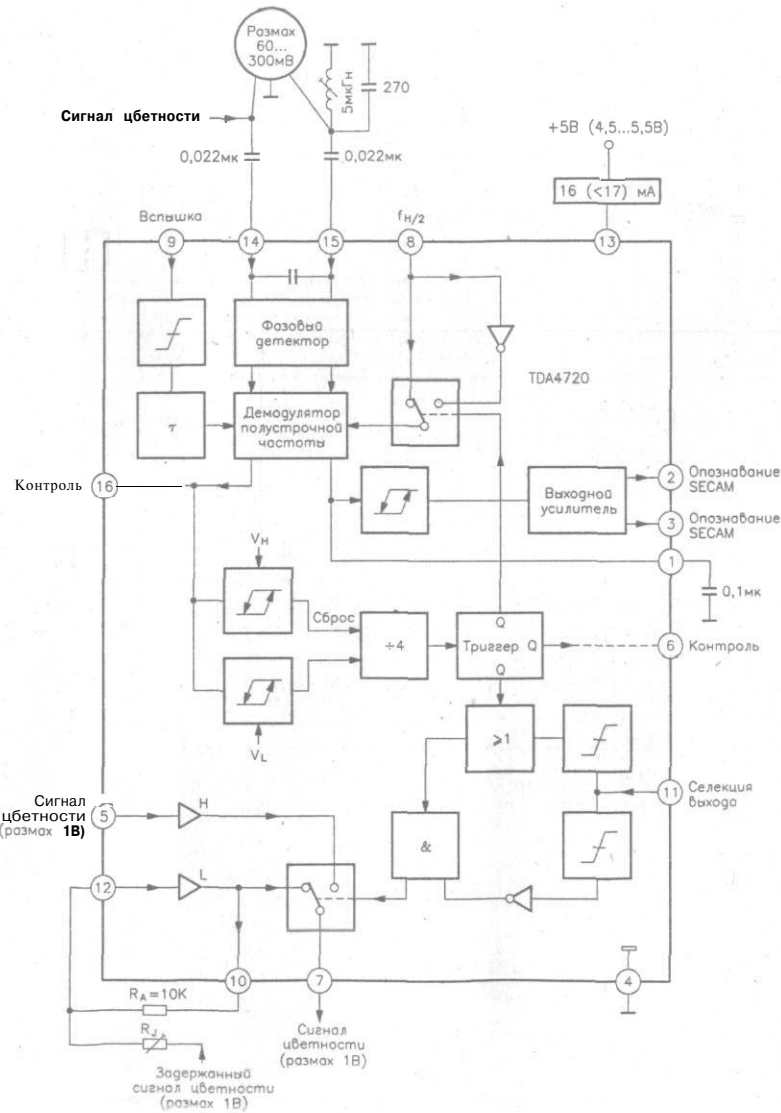 Размах
60...
300мВ
5мкГн
270
Сигнал цветности
0,022мк
0,022мк
+5В (4,5...5,5В)
16 (<17) мА
Вспышка
fH/2
9
14
15
8
13
Фазовый
детектор
TDA4720
τ
Демодулятор
полустрочной
частоты
Контроль
16
Выходной
усилитель
2
Опознавание
SECAM
3
Опознавание
SECAM
1
0,1мк
VH
Сброс
÷4
Триггер
Q
Q
Q
6
Контроль
VL
⩾1
11
Селекция
выхода
Сигнал
цветности
(размах 1В)
5
H
&
12
L
10
7
4
RA=10К
RJ
Сигнал
цветности
(размах 1В)
Задержанный
сигнал цветности
(размах 1В)